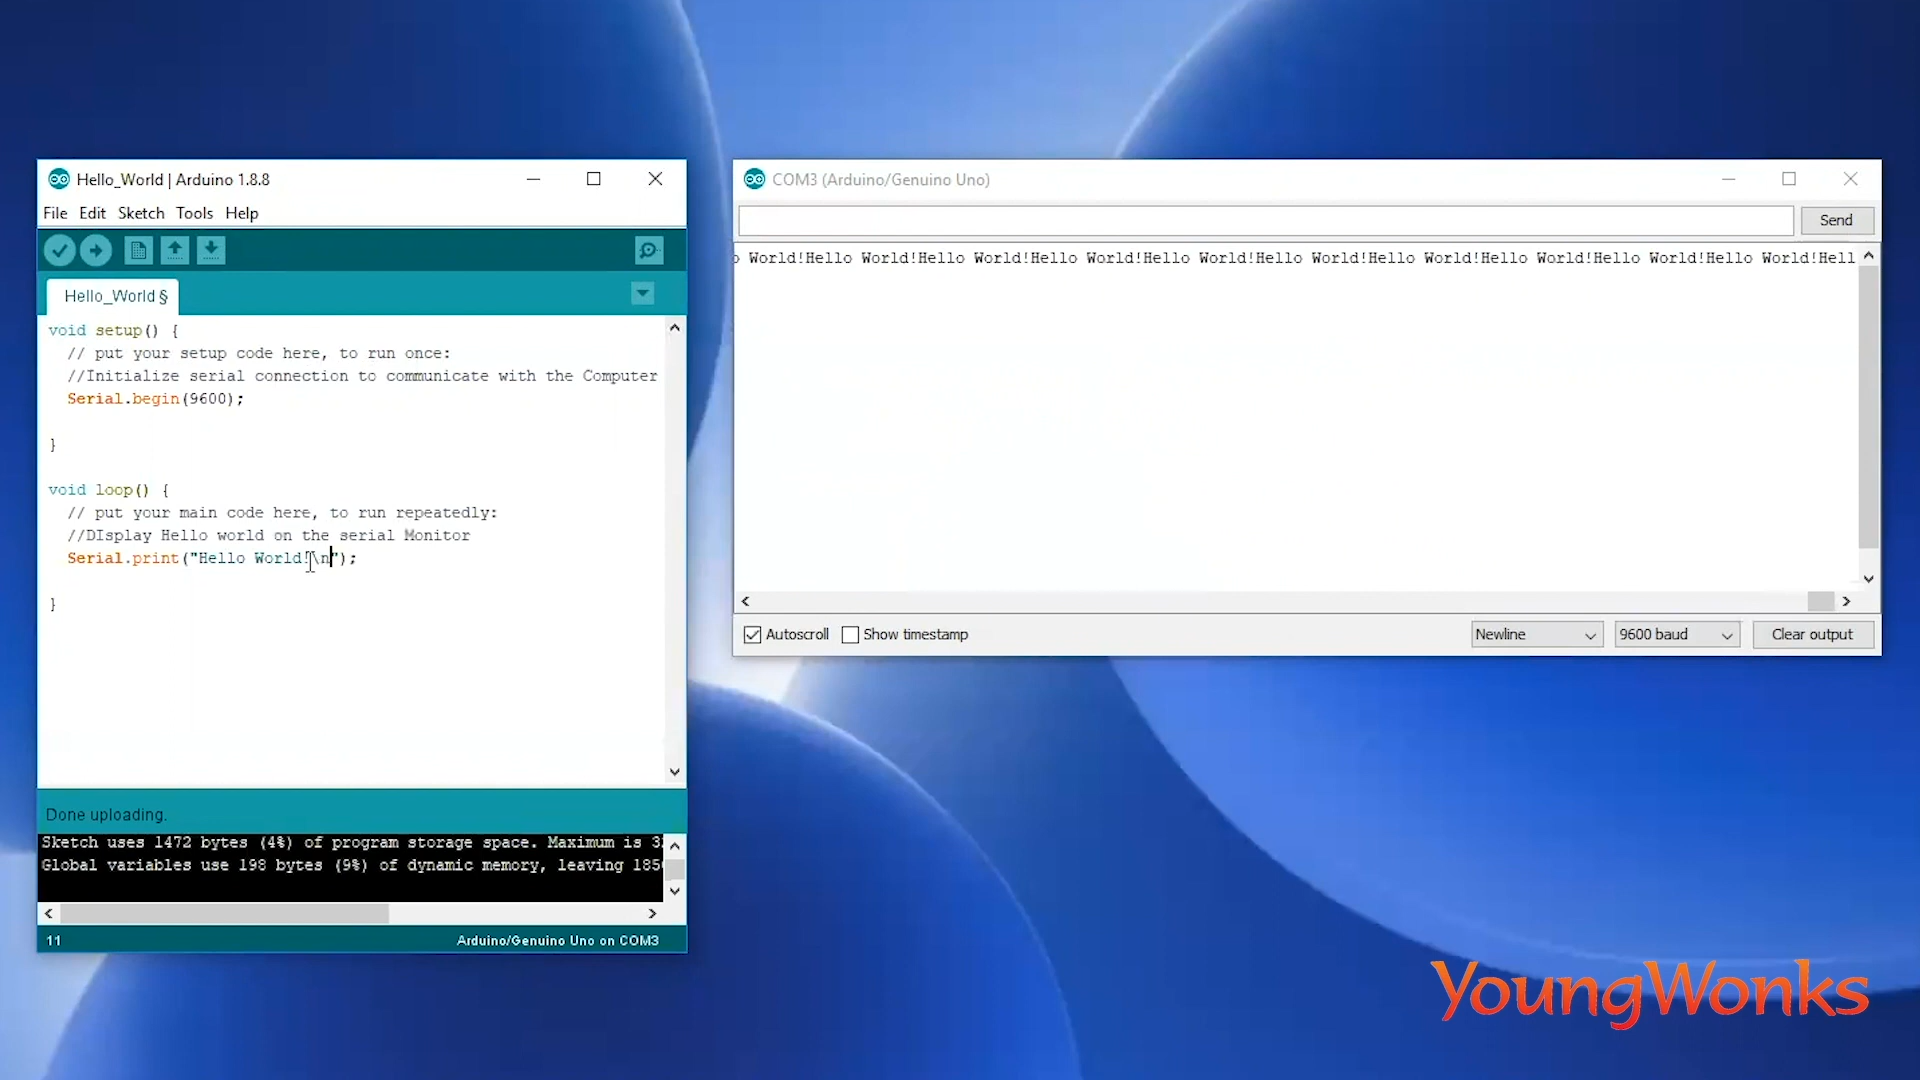 Hello_World | Arduino 1.8.8
File Edit Sketch Tools Help
Hello_World §
void setup() {
// put your setup code here, to run once:
//Initialize serial connection to communicate with the Computer
Serial.begin(9600);
}
void loop() {
// put your main code here, to run repeatedly:
//DIsplay Hello world on the serial Monitor
Serial.print("Hello World!\n");
}
Done uploading.
Sketch uses 1472 bytes (4%) of program storage space. Maximum is
Global variables use 198 bytes (9%) of dynamic memory, leaving 185
11
Arduino/Genuino Uno on COM3
COM3 (Arduino/Genuino Uno)
Send
o World!Hello World!Hello World!Hello World!Hello World!Hello World!Hello World!Hello World!Hello World!Hello World!Hell
Autoscroll Show timestamp Newline 9600 baud Clear output
YoungWonks